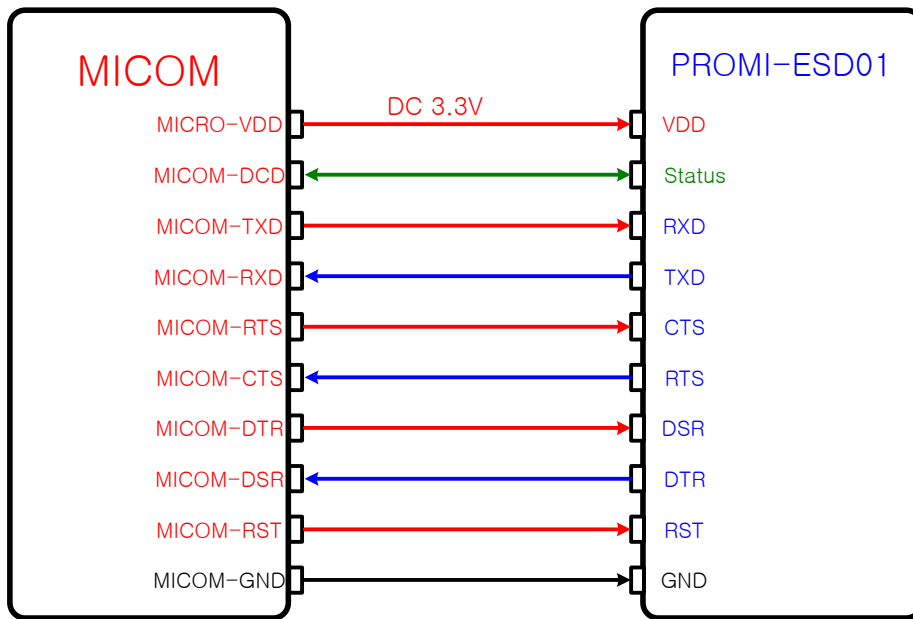 MICOM
PROMI-ESD01
DC 3.3V
MICRO-VDD VDD
MICOM-DCD Status
MICOM-TXD RXD
MICOM-RXD TXD
MICOM-RTS CTS
MICOM-CTS RTS
MICOM-DTR DSR
MICOM-DSR DTR
MICOM-RST RST
MICOM-GND GND